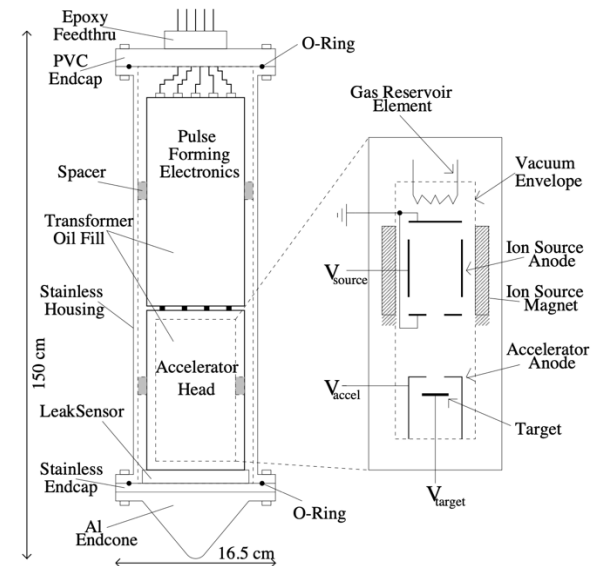 Epoxy
Feedthru
O-Ring
PVC
Endcap
Pulse
Forming
Electronics
Spacer
Transformer
Oil Fill
Stainless
Housing
150 cm
Accelerator
Head
LeakSensor
Stainless
Endcap
O-Ring
Al
Endcone
16.5 cm
Gas Reservoir
Element
Vacuum
Envelope
Ion Source
Anode
Vsource
Ion Source
Magnet
Accelerator
Anode
Vaccel
Target
Vtarget